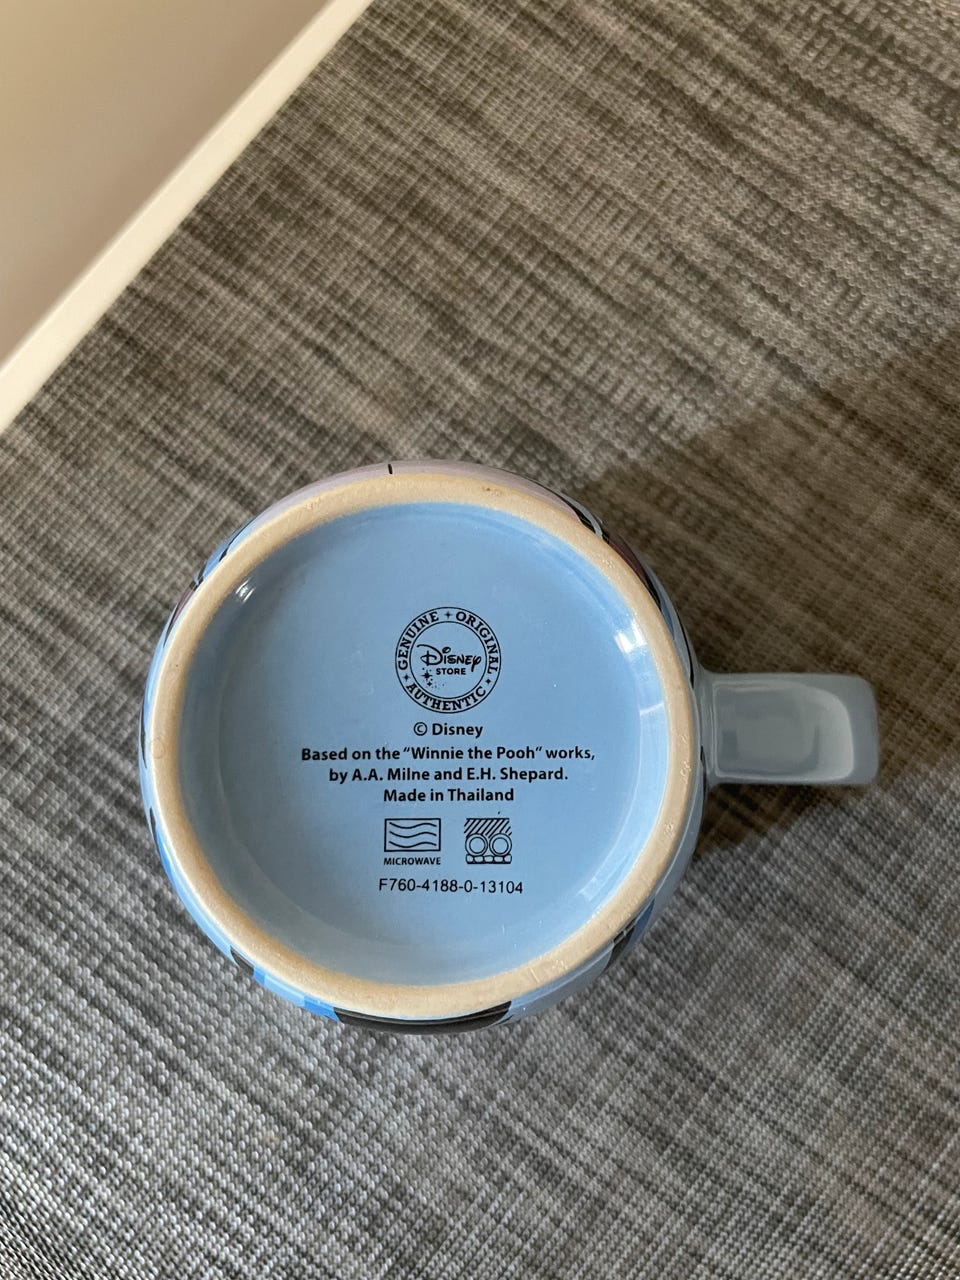 GENUINE ORIGINAL
Disney
STORE
AUTHENTIC
© Disney
Based on the “Winnie the Pooh” works,
by A.A. Milne and E.H. Shepard.
Made in Thailand
MICROWAVE
F760-4188-0-13104